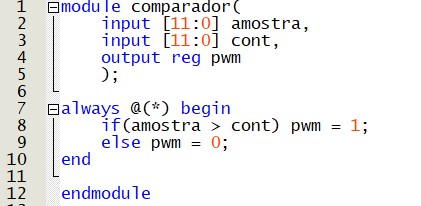 1 module comparador(
2 input [11:0] amostra,
3 input [11:0] cont,
4 output reg pwm
5 );
6
7 always @(*) begin
8 if(amostra > cont) pwm = 1;
9 else pwm = 0;
10 end
11
12 endmodule